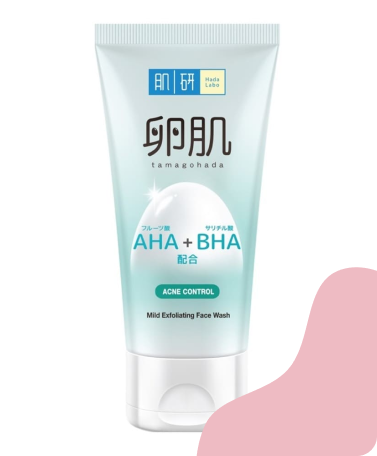 肌研
Hada
Labo
卵肌
tamagohada
フルーツ酸 サリチル酸
AHA + BHA
配合
ACNE CONTROL
Mild Exfoliating Face Wash